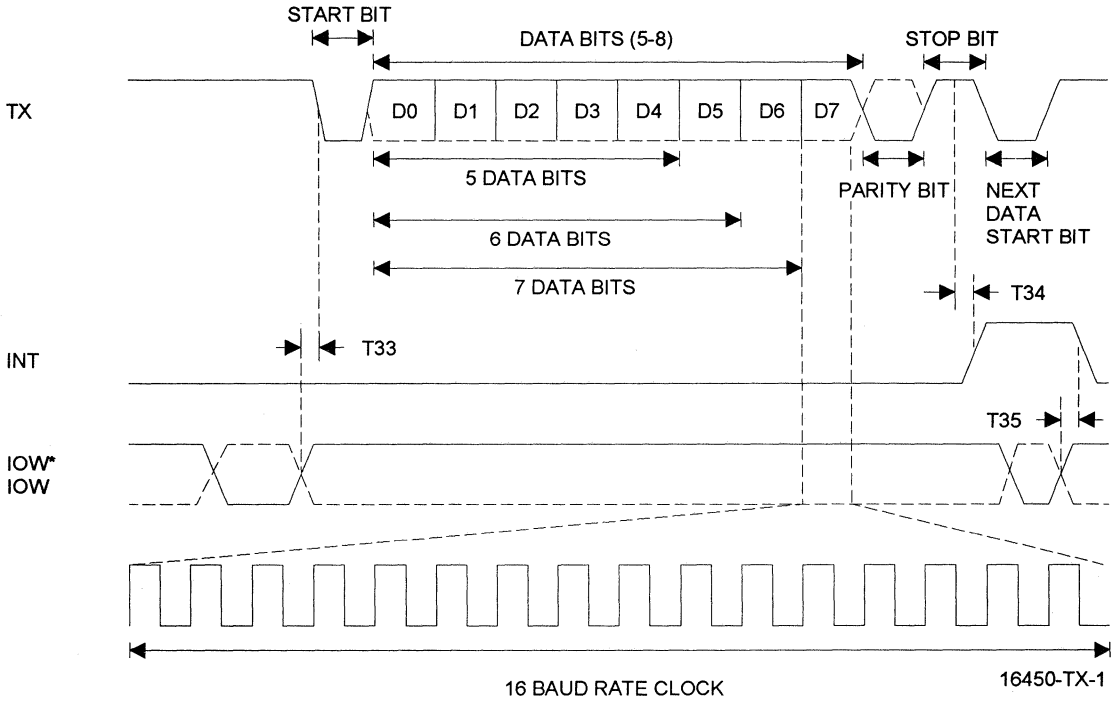 START BIT
DATA BITS (5-8)
STOP BIT
TX
D0 D1 D2 D3 D4 D5 D6 D7
5 DATA BITS
PARITY BIT
NEXT
DATA
START BIT
6 DATA BITS
7 DATA BITS
T34
T33
INT
T35
IOW*
IOW
16 BAUD RATE CLOCK
16450-TX-1